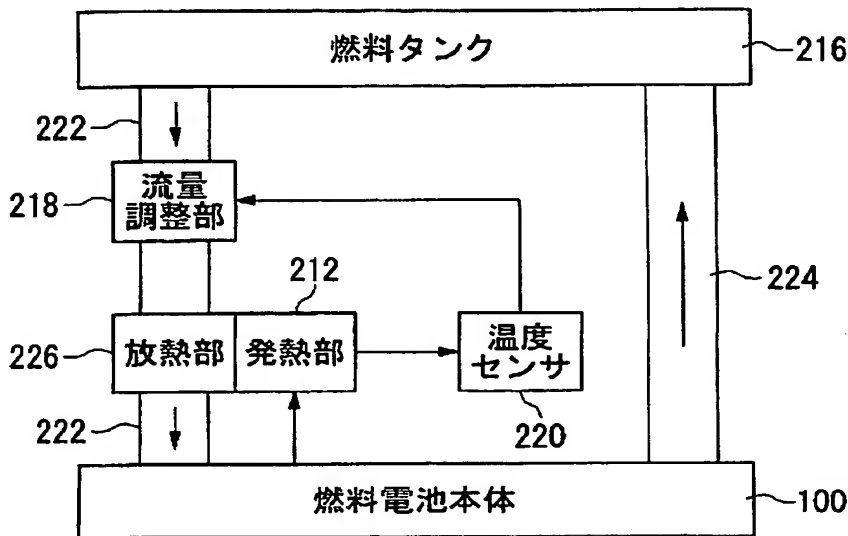 燃料タンク
216
222
流量
調整部
218
212
224
226
放熱部
発熱部
温度
センサ
222
220
燃料電池本体
100